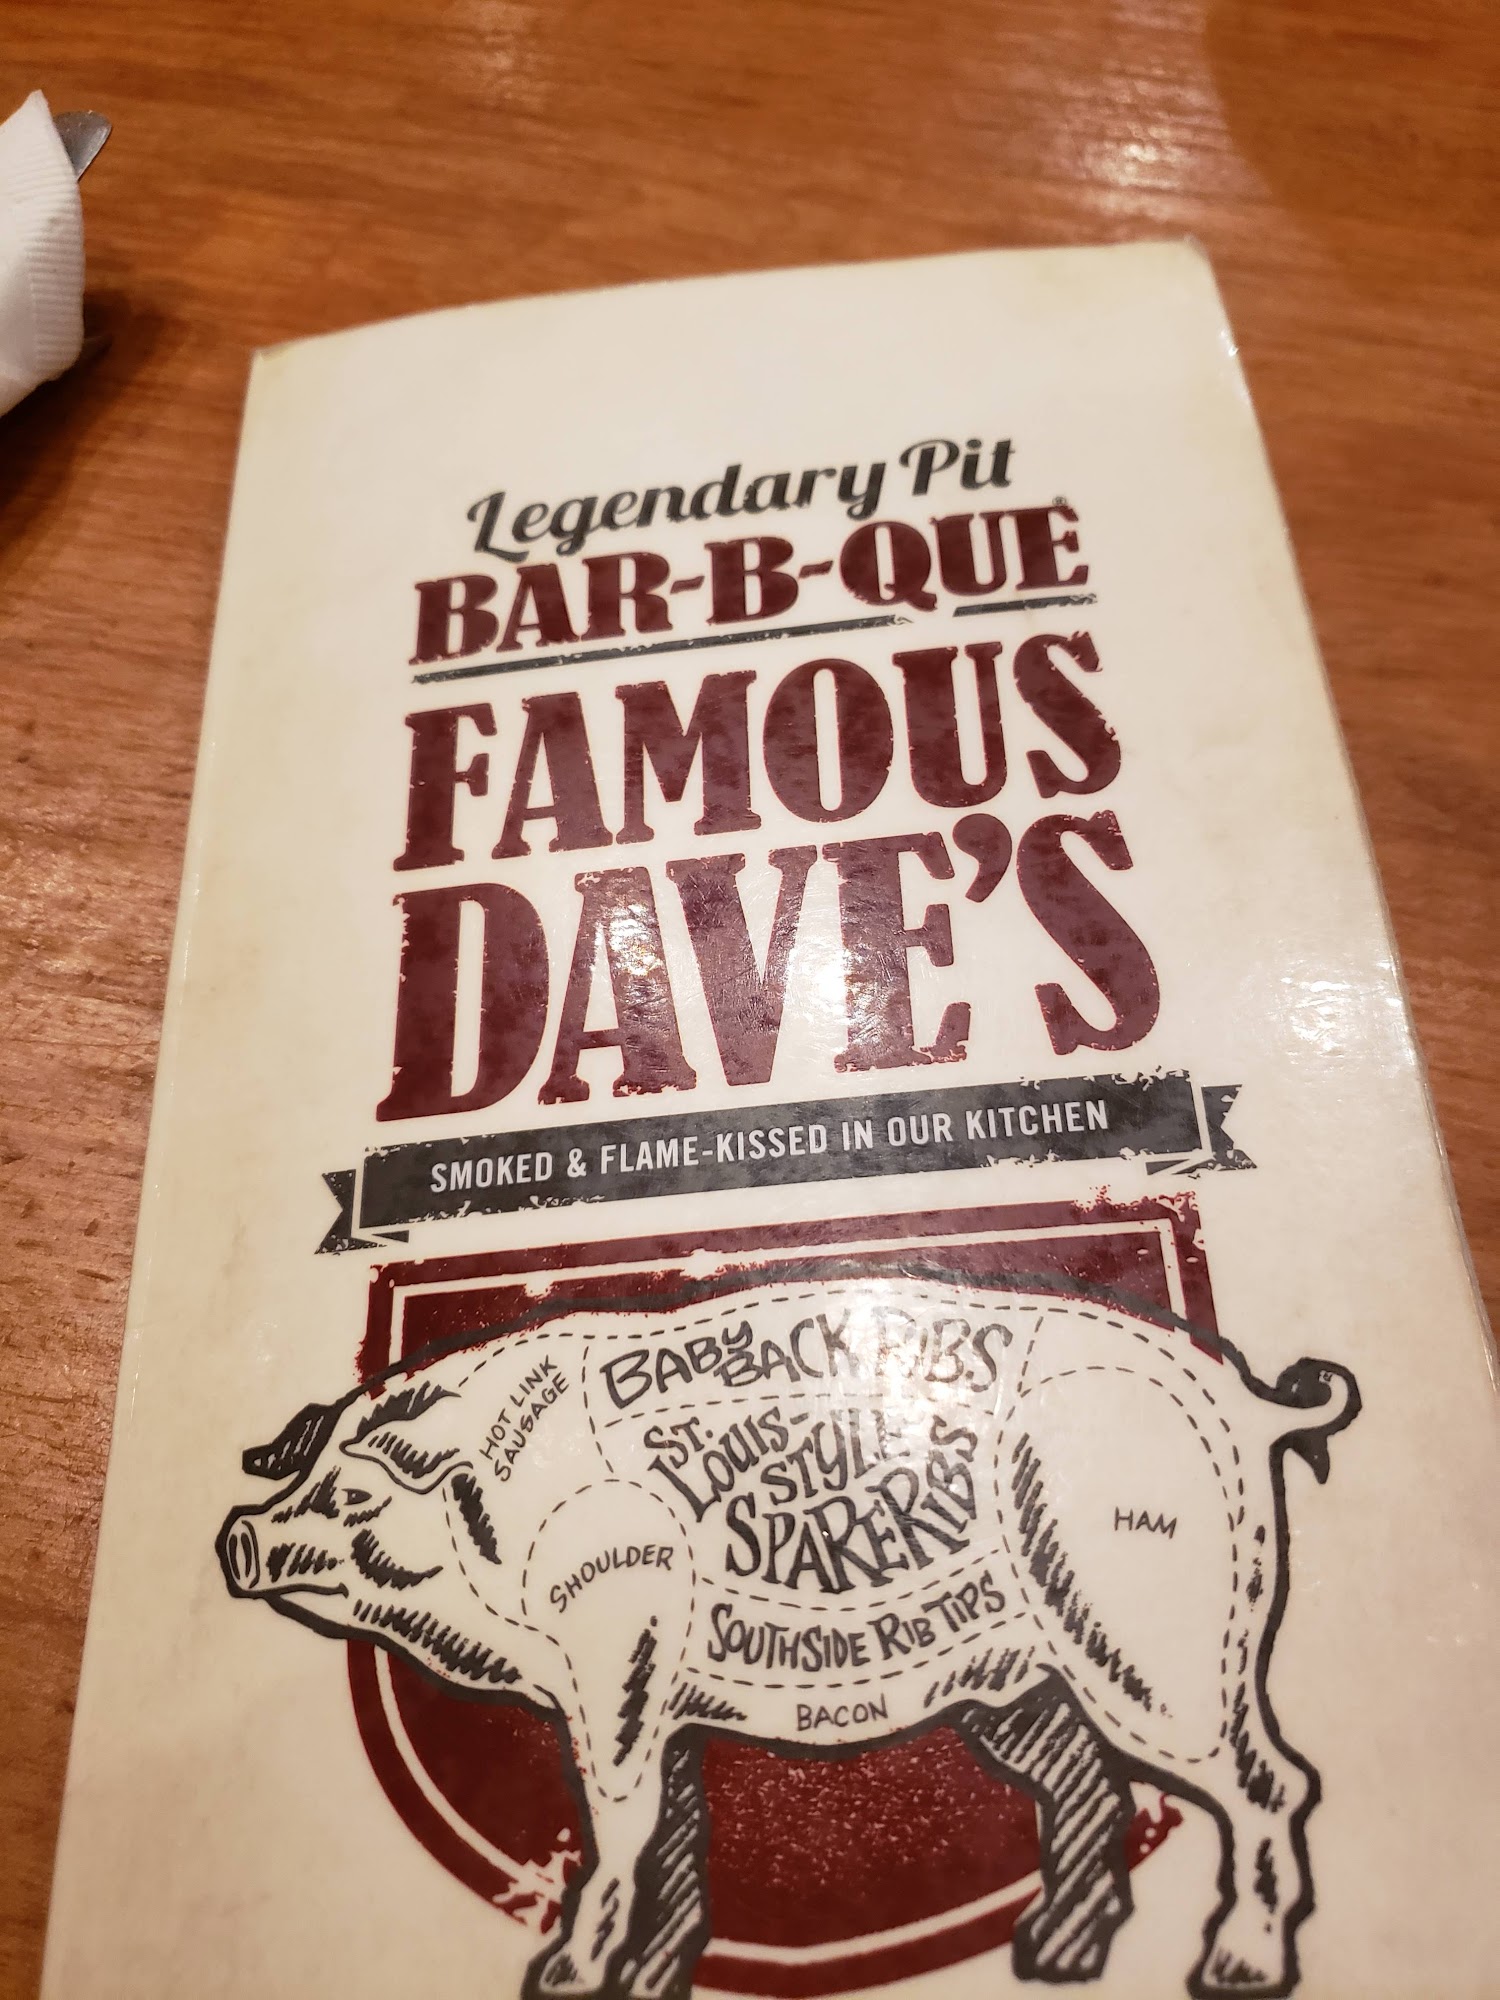 Legendary Pit
BAR-B-QUE®
FAMOUS
DAVE'S
SMOKED & FLAME-KISSED IN OUR KITCHEN
HOT LINK
SAUSAGE
BABY
BACK RIBS
ST.
LOUIS-
STYLE
SPARERIBS
SHOULDER
HAM
SOUTHSIDE RIB TIPS
BACON